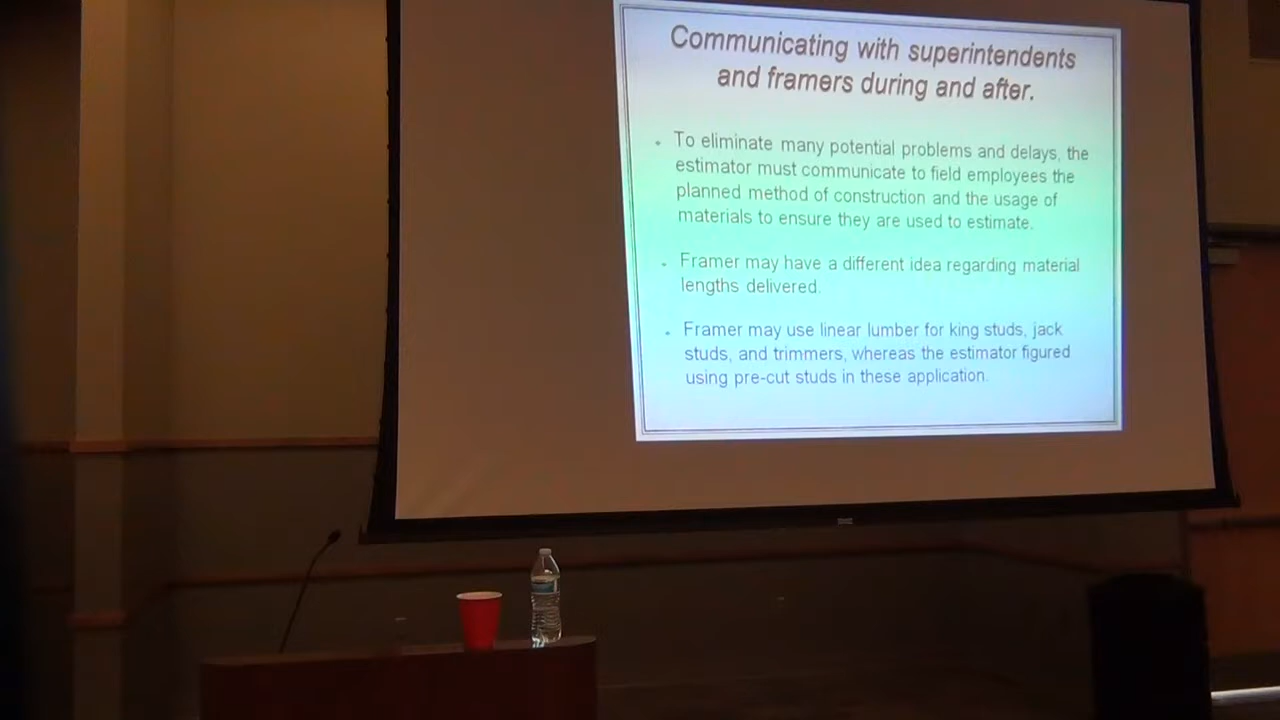 Communicating with superintendents
and framers during and after.
To eliminate many potential problems and delays, the
estimator must communicate to field employees the
planned method of construction and the usage of
materials to ensure they are used to estimate.
Framer may have a different idea regarding material
lengths delivered.
Framer may use linear lumber for king studs, jack
studs, and trimmers, whereas the estimator figured
using pre-cut studs in these application.